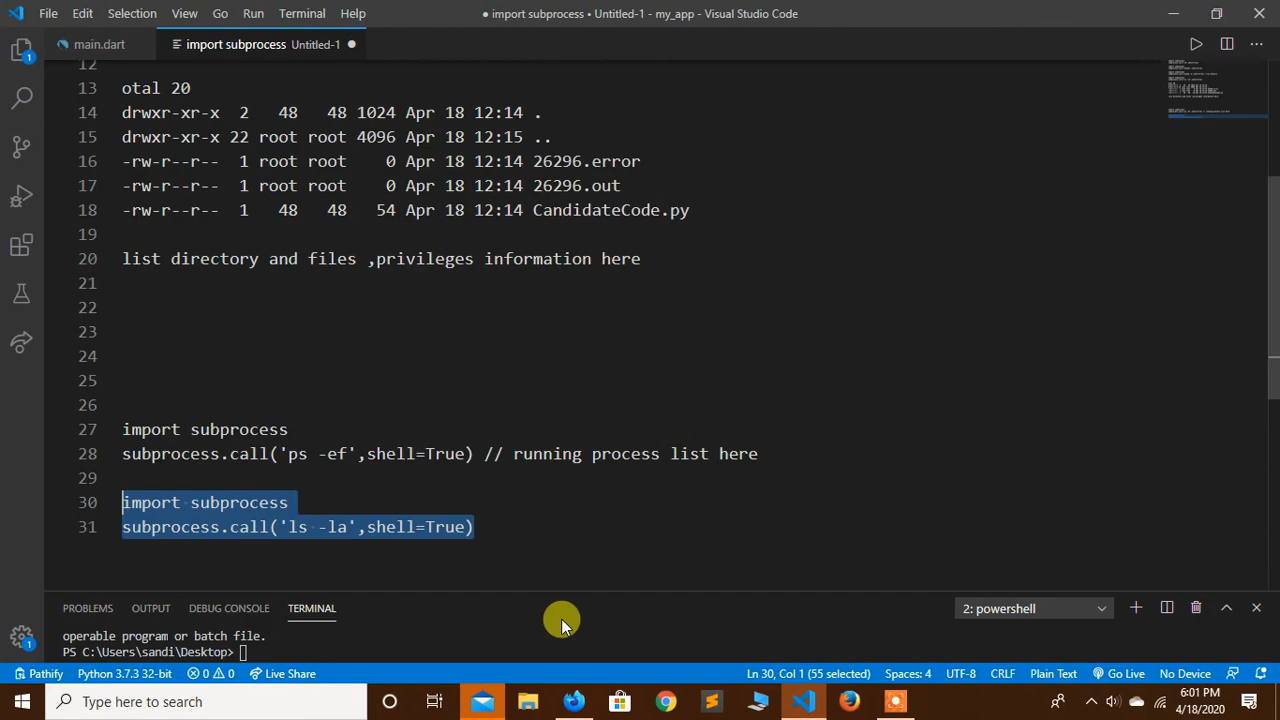 File Edit Selection View Go Run Terminal Help
● import subprocess • Untitled-1 - my_app - Visual Studio Code
main.dart
import subprocess Untitled-1 ●
12
13 otal 20
14 drwxr-xr-x 2 48 48 1024 Apr 18 12:14 .
15 drwxr-xr-x 22 root root 4096 Apr 18 12:15 ..
16 -rw-r--r-- 1 root root 0 Apr 18 12:14 26296.error
17 -rw-r--r-- 1 root root 0 Apr 18 12:14 26296.out
18 -rw-r--r-- 1 48 48 54 Apr 18 12:14 CandidateCode.py
19
20 list directory and files ,privileges information here
21
22
23
24
25
26
27 import subprocess
28 subprocess.call('ps -ef',shell=True) // running process list here
29
30 import subprocess
31 subprocess.call('ls -la',shell=True)
PROBLEMS OUTPUT DEBUG CONSOLE TERMINAL 2: powershell
operable program or batch file.
PS C:\Users\sandi\Desktop>
1
1
Pathify Python 3.7.3 32-bit 0 0 Live Share Ln 30, Col 1 (55 selected) Spaces: 4 UTF-8 CRLF Plain Text Go Live No Device
Type here to search
6:01 PM
4/18/2020